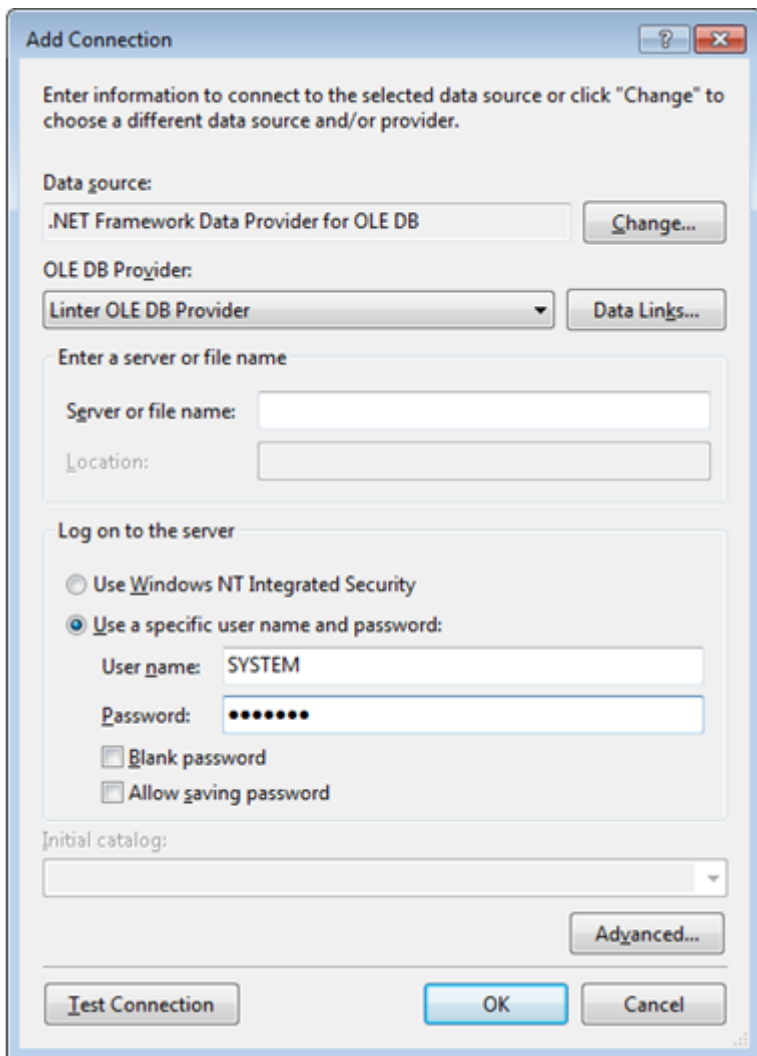 Add Connection
Enter information to connect to the selected data source or click "Change" to
choose a different data source and/or provider.
Data source:
.NET Framework Data Provider for OLE DB
Change...
OLE DB Provider:
Linter OLE DB Provider
Data Links...
Enter a server or file name
Server or file name:
Location:
Log on to the server
Use Windows NT Integrated Security
Use a specific user name and password:
User name: SYSTEM
Password: •••••••
Blank password
Allow saving password
Initial catalog:
Advanced...
Test Connection OK Cancel